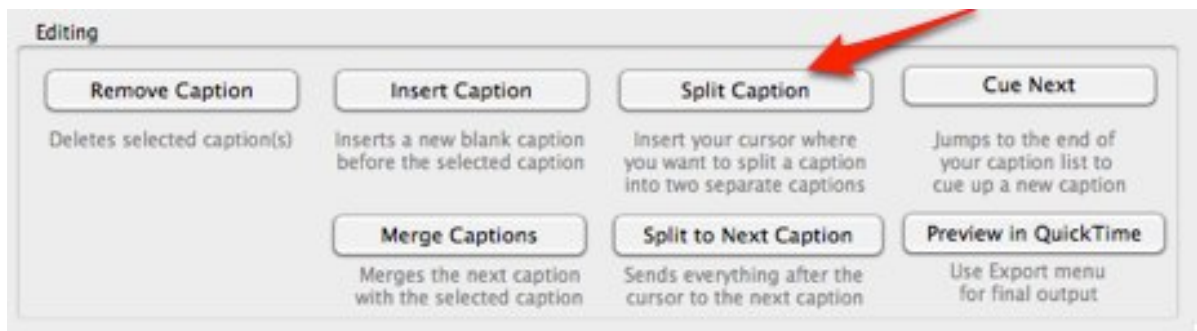 Editing
Remove Caption
Insert Caption
Split Caption
Cue Next
Deletes selected caption(s)
Inserts a new blank caption
before the selected caption
Insert your cursor where
you want to split a caption
into two separate captions
Jumps to the end of
your caption list to
cue up a new caption
Merge Captions
Split to Next Caption
Preview in QuickTime
Merges the next caption
with the selected caption
Sends everything after the
cursor to the next caption
Use Export menu
for final output